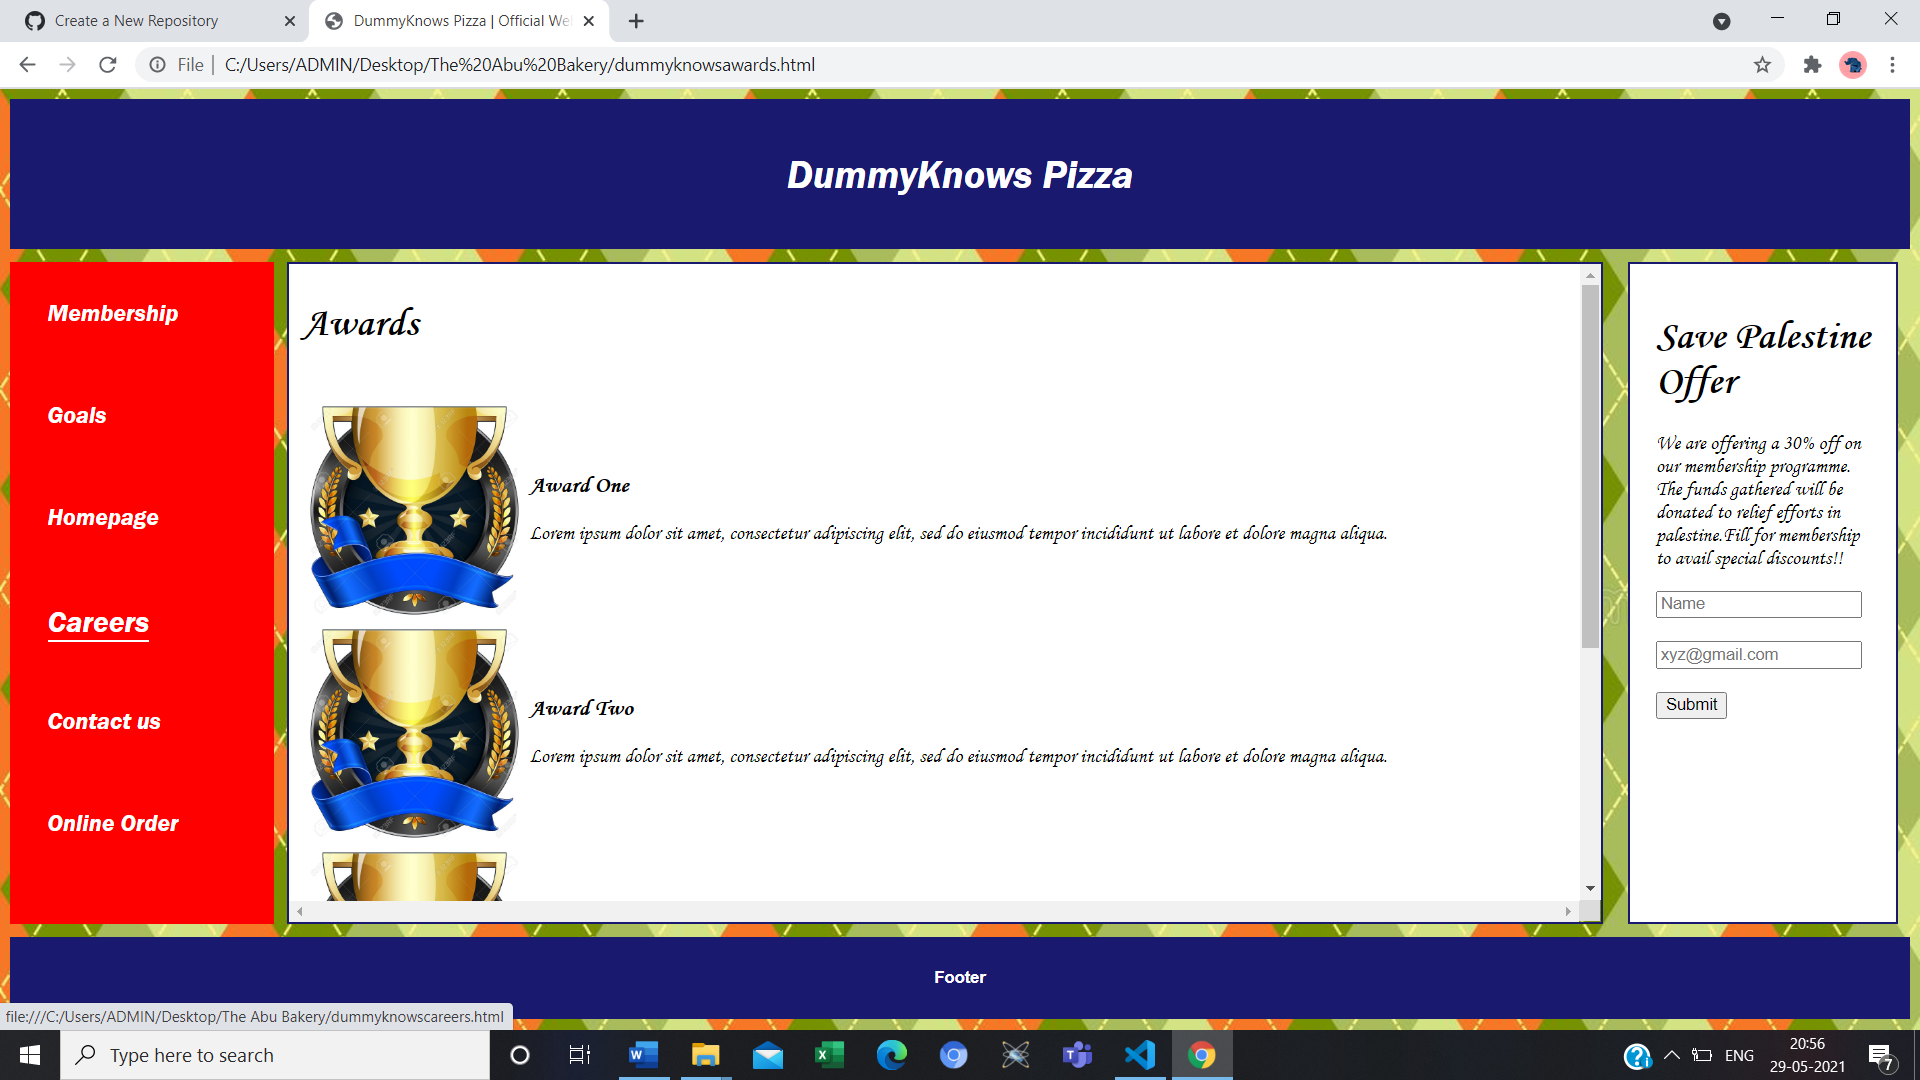 Create a New Repository
DummyKnows Pizza | Official We
File
C:/Users/ADMIN/Desktop/The%20Abu%20Bakery/dummyknowsawards.html
DummyKnows Pizza
Membership
Goals
Homepage
Careers
Contact us
Online Order
Awards
Award One
Lorem ipsum dolor sit amet, consectetur adipiscing elit, sed do eiusmod tempor incididunt ut labore et dolore magna aliqua.
Award Two
Lorem ipsum dolor sit amet, consectetur adipiscing elit, sed do eiusmod tempor incididunt ut labore et dolore magna aliqua.
Save Palestine
Offer
We are offering a 30% off on
our membership programme.
The funds gathered will be
donated to relief efforts in
palestine.Fill for membership
to avail special discounts!!
Name
xyz@gmail.com
Submit
Footer
file:///C:/Users/ADMIN/Desktop/The Abu Bakery/dummyknowscareers.html
Type here to search
ENG
20:56
29-05-2021
7